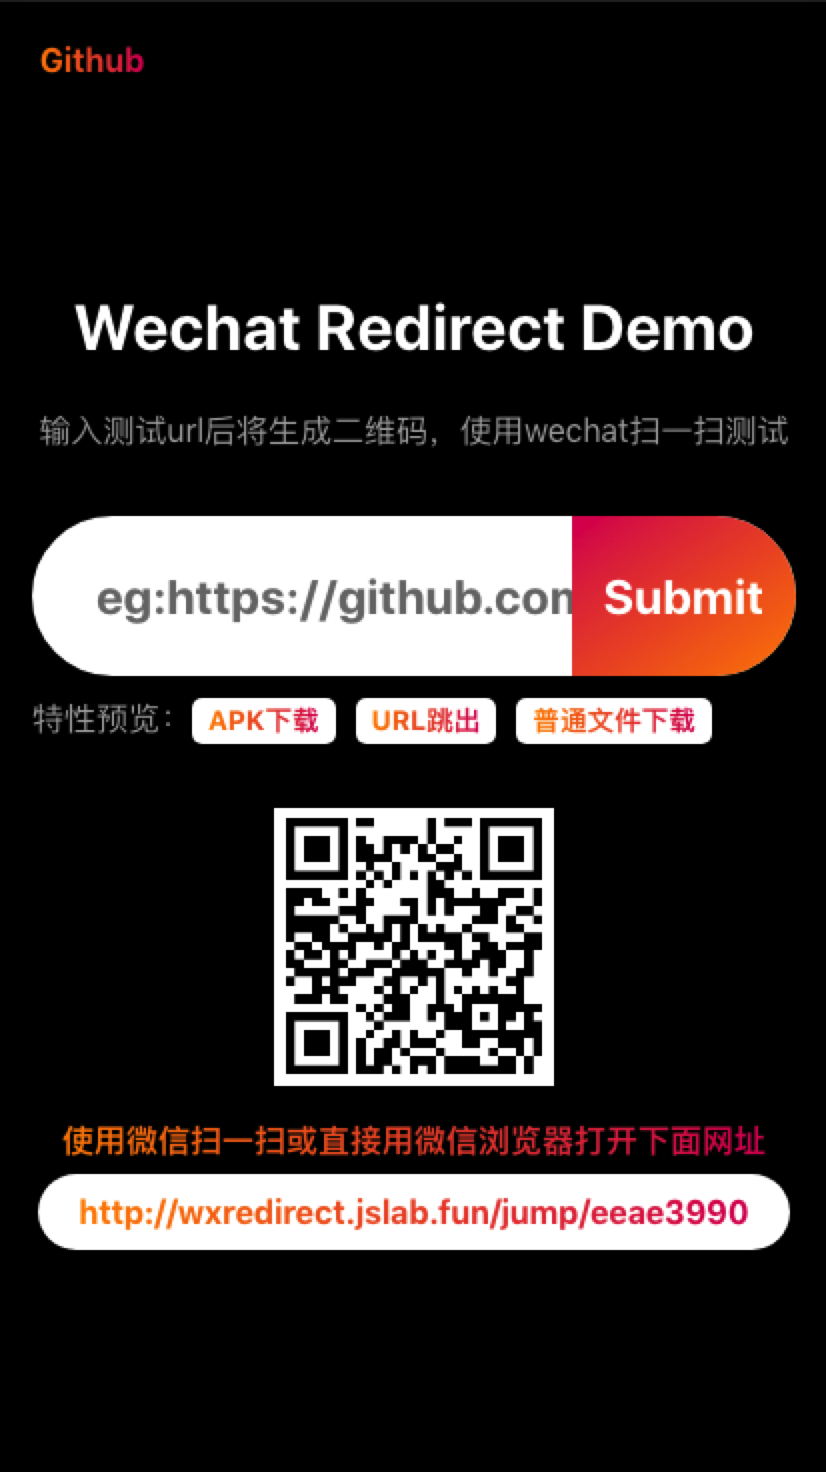 Github
Wechat Redirect Demo
输入测试url后将生成二维码，使用wechat扫一扫测试
eg:https://github.com
Submit
特性预览： APK下载 URL跳出 普通文件下载
使用微信扫一扫或直接用微信浏览器打开下面网址
http://wxredirect.jslab.fun/jump/eeae3990